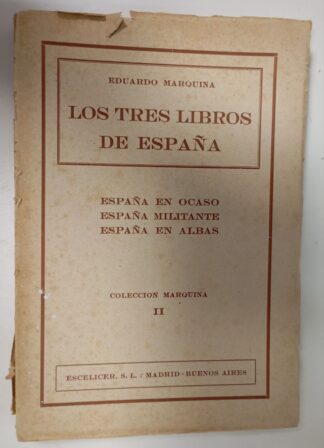 EDUARDO MARQUINA
LOS TRES LIBROS
DE ESPAÑA
ESPAÑA EN OCASO
ESPAÑA MILITANTE
ESPAÑA EN ALBAS
COLECCION MARQUINA
II
ESCELICER, S. L. / MADRID - BUENOS AIRES